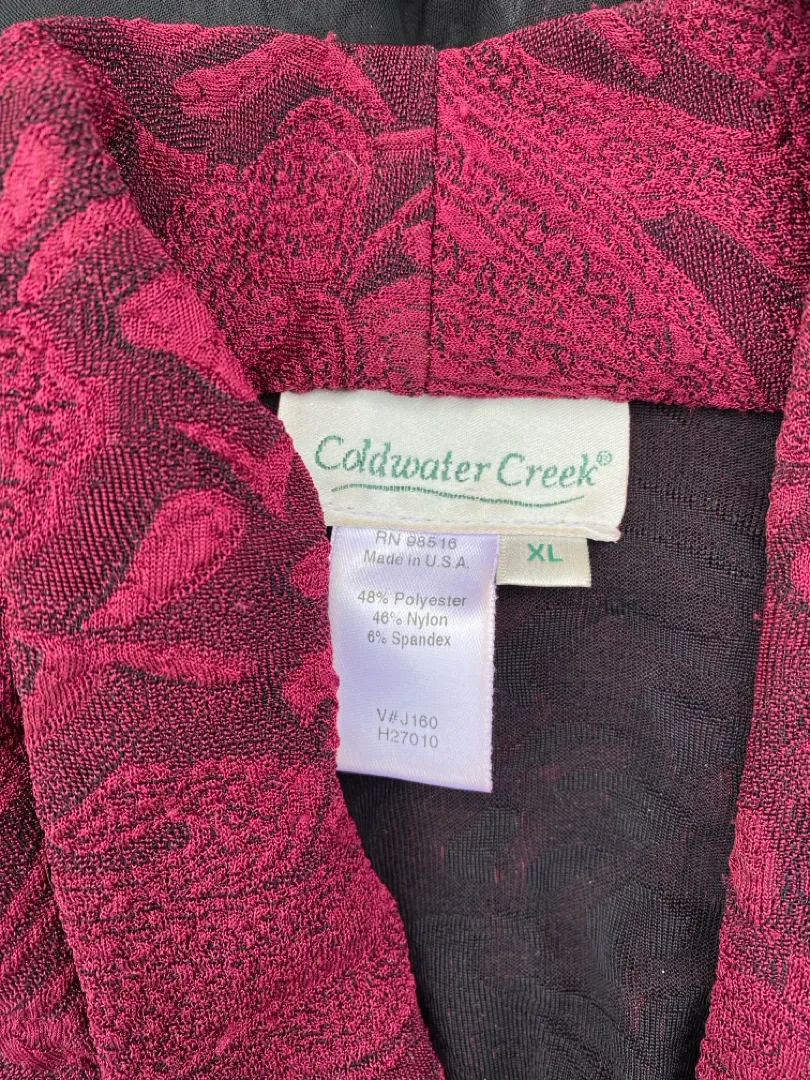 Coldwater Creek®
XL
RN 98516
Made in U.S.A.
48% Polyester
46% Nylon
6% Spandex
V#J160
H27010